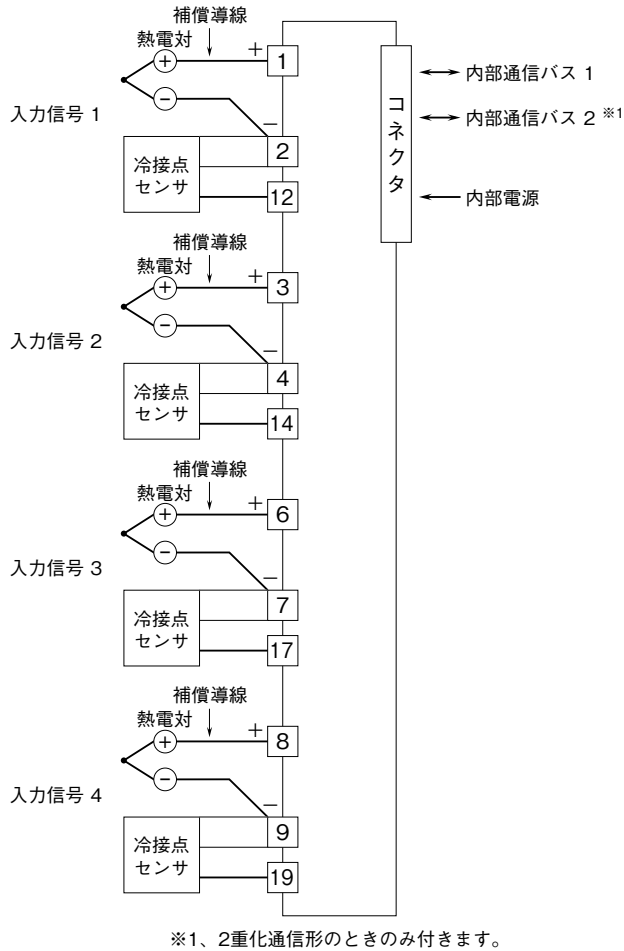 補償導線
熱電対
+
+
1
−
−
入力信号 1
2
冷接点
センサ
12
コネクタ
内部通信バス 1
内部通信バス 2 ※1
内部電源
補償導線
熱電対
+
+
3
−
−
入力信号 2
4
冷接点
センサ
14
補償導線
熱電対
+
+
6
−
−
入力信号 3
7
冷接点
センサ
17
補償導線
熱電対
+
+
8
−
−
入力信号 4
9
冷接点
センサ
19
※1、2重化通信形のときのみ付きます。